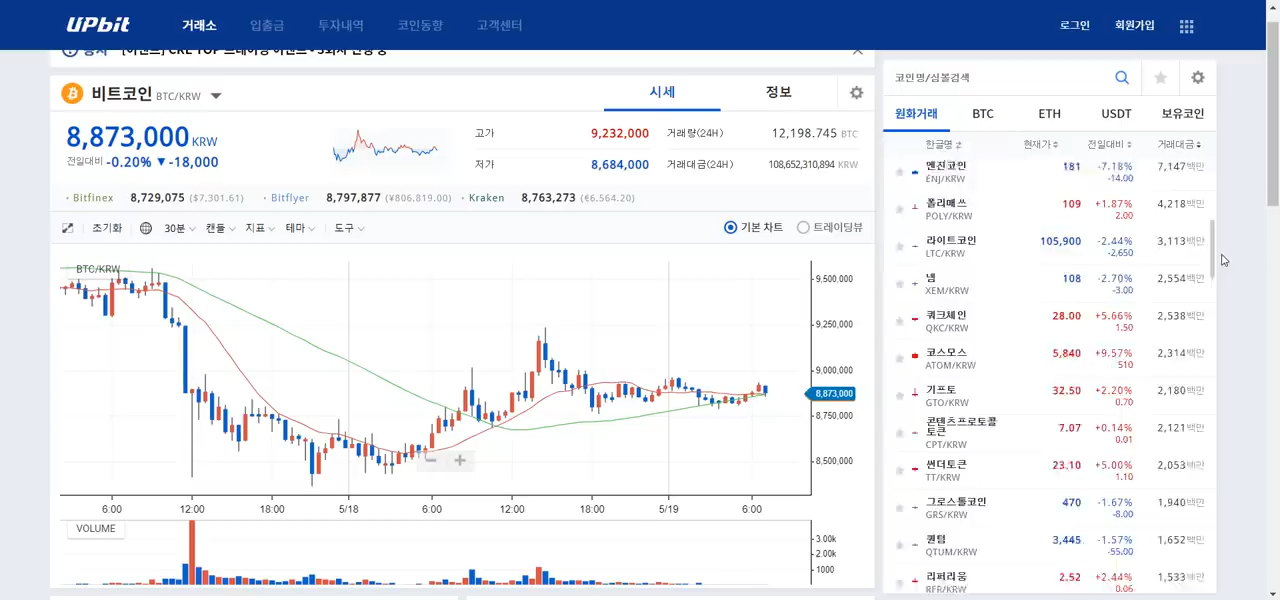 UPbit 거래소 입출금 투자내역 코인동향 고객센터 로그인 회원가입
비트코인 BTC/KRW 시세 정보
8,873,000 KRW
전일대비 -0.20% ▼ -18,000
고가 9,232,000 거래량(24H) 12,198.745 BTC
저가 8,684,000 거래대금(24H) 108,652,310,894 KRW
· Bitfinex 8,729,075 ($7,301.61) · Bitflyer 8,797,877 (¥806,819.00) · Kraken 8,763,273 (€6,564.20)
초기화 30분 캔들 지표 테마 도구 기본 차트 트레이딩뷰
BTC/KRW
9,500,000
9,250,000
9,000,000
8,873,000
8,750,000
8,500,000
− +
6:00 12:00 18:00 5/18 6:00 12:00 18:00 5/19 6:00
VOLUME
3.00k
2.00k
1000
코인명/심볼검색
원화거래 BTC ETH USDT 보유코인
한글명 현재가 전일대비 거래대금
엔진코인 181 -7.18% 7,147백만
ENJ/KRW -14.00
폴리매쓰 109 +1.87% 4,218백만
POLY/KRW 2.00
라이트코인 105,900 -2.44% 3,113백만
LTC/KRW -2,650
넴 108 -2.70% 2,554백만
XEM/KRW -3.00
쿼크체인 28.00 +5.66% 2,538백만
QKC/KRW 1.50
코스모스 5,840 +9.57% 2,314백만
ATOM/KRW 510
기프토 32.50 +2.20% 2,180백만
GTO/KRW 0.70
콘텐츠프로토콜
토큰 7.07 +0.14% 2,121백만
CPT/KRW 0.01
썬더토큰 23.10 +5.00% 2,053백만
TT/KRW 1.10
그로스톨코인 470 -1.67% 1,940백만
GRS/KRW -8.00
퀀텀 3,445 -1.57% 1,652백만
QTUM/KRW -55.00
리퍼리움 2.52 +2.44% 1,533백만
RFR/KRW 0.06